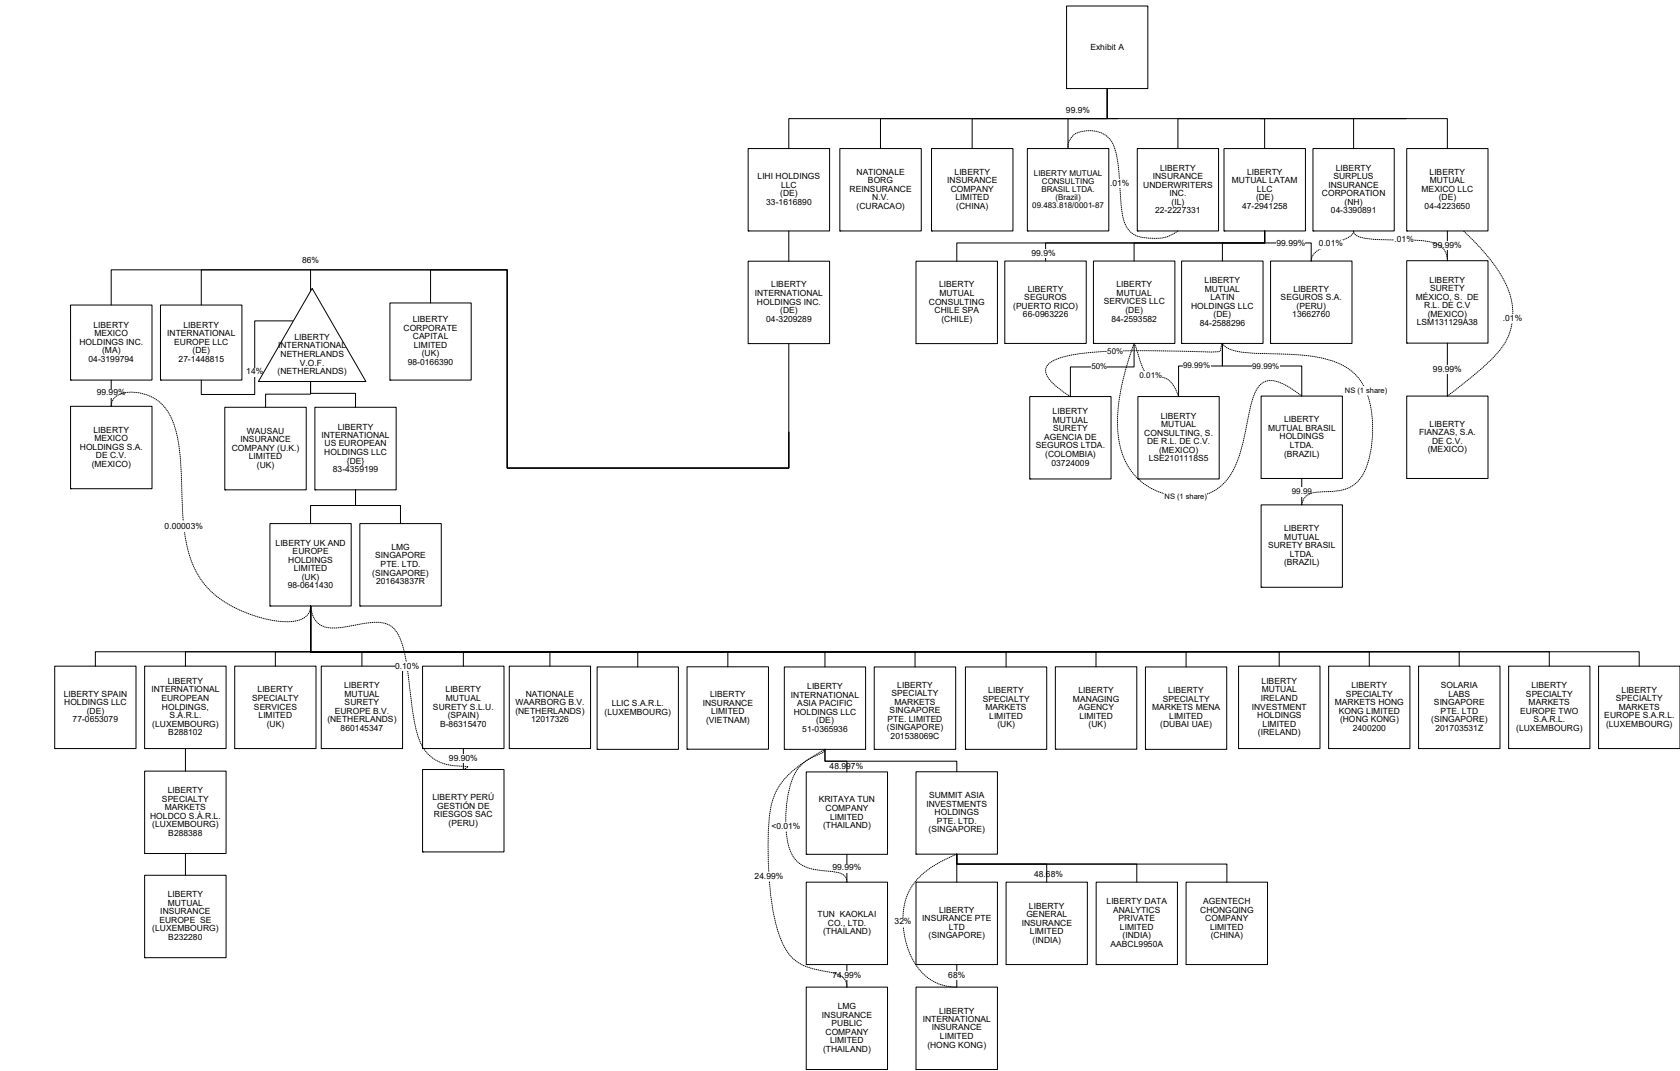 Exhibit A
99.9%
LIHI HOLDINGS
LLC
(DE)
33-1616890
NATIONALE
BORG
REINSURANCE
N.V.
(CURACAO)
LIBERTY
INSURANCE
COMPANY
LIMITED
(CHINA)
LIBERTY MUTUAL
CONSULTING
BRASIL LTDA.
(Brazil)
09.483.818/0001-87
.01%
LIBERTY
INSURANCE
UNDERWRITERS
INC.
(IL)
22-2227331
LIBERTY
MUTUAL LATAM
LLC
(DE)
47-2941258
LIBERTY
SURPLUS
INSURANCE
CORPORATION
(NH)
04-3390891
LIBERTY
MUTUAL
MEXICO LLC
(DE)
04-4223650
99.9%
99.99%
0.01%
.01%
99.99%
LIBERTY
INTERNATIONAL
HOLDINGS INC.
(DE)
04-3209289
LIBERTY
MUTUAL
CONSULTING
CHILE SPA
(CHILE)
LIBERTY
SEGUROS
(PUERTO RICO)
66-0963226
LIBERTY
MUTUAL
SERVICES LLC
(DE)
84-2593582
LIBERTY
MUTUAL
LATIN
HOLDINGS LLC
(DE)
84-2588296
LIBERTY
SEGUROS S.A.
(PERU)
13662760
LIBERTY
SURETY
MÉXICO, S. DE
R.L. DE C.V
(MEXICO)
LSM131129A38
.01%
86%
LIBERTY
MEXICO
HOLDINGS INC.
(MA)
04-3199794
LIBERTY
INTERNATIONAL
EUROPE LLC
(DE)
27-1448815
14%
LIBERTY
INTERNATIONAL
NETHERLANDS
V.O.F.
(NETHERLANDS)
LIBERTY
CORPORATE
CAPITAL
LIMITED
(UK)
98-0166390
50%
50%
0.01%
99.99%
99.99%
NS (1 share)
99.99%
99.99%
LIBERTY
MEXICO
HOLDINGS S.A.
DE C.V.
(MEXICO)
WAUSAU
INSURANCE
COMPANY (U.K.)
LIMITED
(UK)
LIBERTY
INTERNATIONAL
US EUROPEAN
HOLDINGS LLC
(DE)
83-4359199
LIBERTY
MUTUAL
SURETY
AGENCIA DE
SEGUROS LTDA.
(COLOMBIA)
03724009
LIBERTY
MUTUAL
CONSULTING, S.
DE R.L. DE C.V.
(MEXICO)
LSE2101118S5
LIBERTY
MUTUAL BRASIL
HOLDINGS
LTDA.
(BRAZIL)
LIBERTY
FIANZAS, S.A.
DE C.V.
(MEXICO)
NS (1 share)
99.99
0.00003%
LIBERTY UK AND
EUROPE
HOLDINGS
LIMITED
(UK)
98-0641430
LMG
SINGAPORE
PTE. LTD.
(SINGAPORE)
201643837R
LIBERTY
MUTUAL
SURETY BRASIL
LTDA.
(BRAZIL)
0.10%
LIBERTY SPAIN
HOLDINGS LLC
(DE)
77-0653079
LIBERTY
INTERNATIONAL
EUROPEAN
HOLDINGS,
S.À.R.L.
(LUXEMBOURG)
B288102
LIBERTY
SPECIALTY
SERVICES
LIMITED
(UK)
LIBERTY
MUTUAL
SURETY
EUROPE B.V.
(NETHERLANDS)
860145347
LIBERTY
MUTUAL
SURETY S.L.U.
(SPAIN)
B-86315470
NATIONALE
WAARBORG B.V.
(NETHERLANDS)
12017326
LLIC S.A.R.L.
(LUXEMBOURG)
LIBERTY
INSURANCE
LIMITED
(VIETNAM)
LIBERTY
INTERNATIONAL
ASIA PACIFIC
HOLDINGS LLC
(DE)
51-0365936
LIBERTY
SPECIALTY
MARKETS
SINGAPORE
PTE. LIMITED
(SINGAPORE)
201538069C
LIBERTY
SPECIALTY
MARKETS
LIMITED
(UK)
LIBERTY
MANAGING
AGENCY
LIMITED
(UK)
LIBERTY
SPECIALTY
MARKETS MENA
LIMITED
(DUBAI UAE)
LIBERTY
MUTUAL
IRELAND
INVESTMENT
HOLDINGS
LIMITED
(IRELAND)
LIBERTY
SPECIALTY
MARKETS HONG
KONG LIMITED
(HONG KONG)
2400200
SOLARIA
LABS
SINGAPORE
PTE. LTD
(SINGAPORE)
201703531Z
LIBERTY
SPECIALTY
MARKETS
EUROPE TWO
S.A.R.L.
(LUXEMBOURG)
LIBERTY
SPECIALTY
MARKETS
EUROPE S.A.R.L.
(LUXEMBOURG)
99.90%
48.997%
LIBERTY
SPECIALTY
MARKETS
HOLDCO S.À.R.L.
(LUXEMBOURG)
B288388
LIBERTY PERÚ
GESTIÓN DE
RIESGOS SAC
(PERU)
<0.01%
KRITAYA TUN
COMPANY
LIMITED
(THAILAND)
SUMMIT ASIA
INVESTMENTS
HOLDINGS
PTE. LTD.
(SINGAPORE)
24.99%
99.99%
48.68%
LIBERTY
MUTUAL
INSURANCE
EUROPE SE
(LUXEMBOURG)
B232280
TUN KAOKLAI
CO., LTD.
(THAILAND)
32%
LIBERTY
INSURANCE PTE
LTD
(SINGAPORE)
LIBERTY
GENERAL
INSURANCE
LIMITED
(INDIA)
LIBERTY DATA
ANALYTICS
PRIVATE
LIMITED
(INDIA)
AABCL9950A
AGENTECH
CHONGQING
COMPANY
LIMITED
(CHINA)
74.99%
68%
LMG
INSURANCE
PUBLIC
COMPANY
LIMITED
(THAILAND)
LIBERTY
INTERNATIONAL
INSURANCE
LIMITED
(HONG KONG)